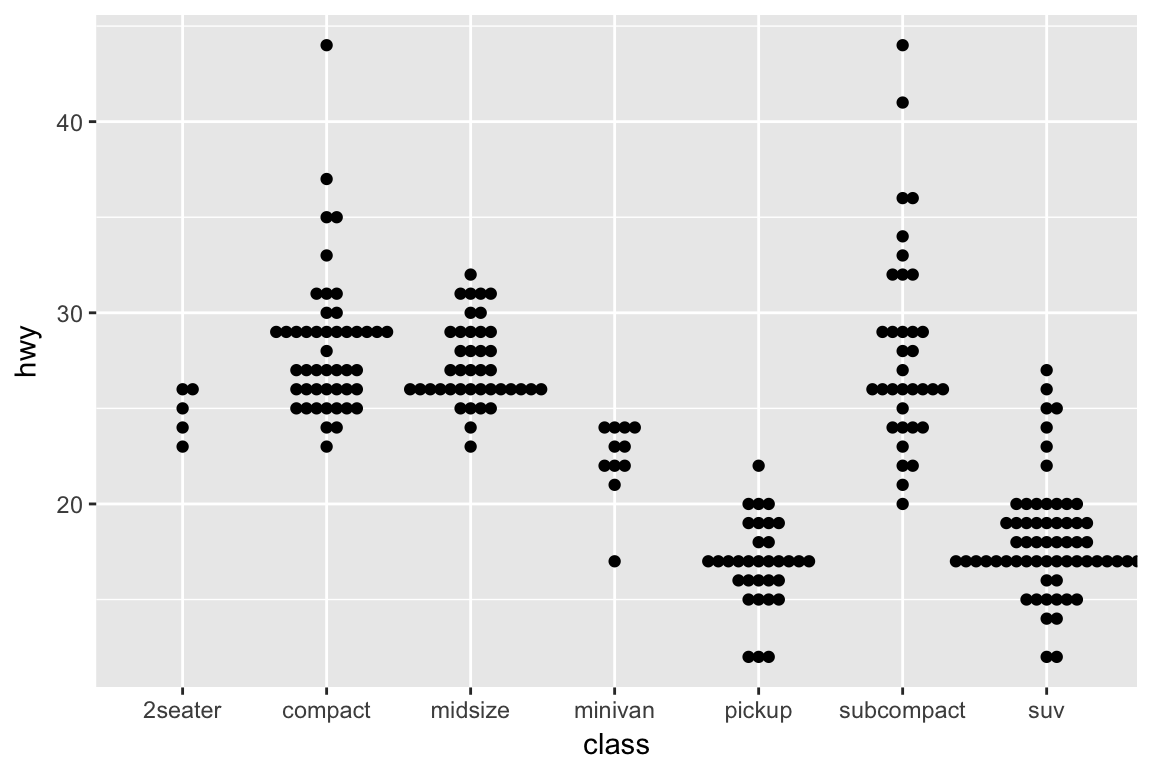 hwy
40
30
20
2seater compact midsize minivan pickup subcompact suv
class